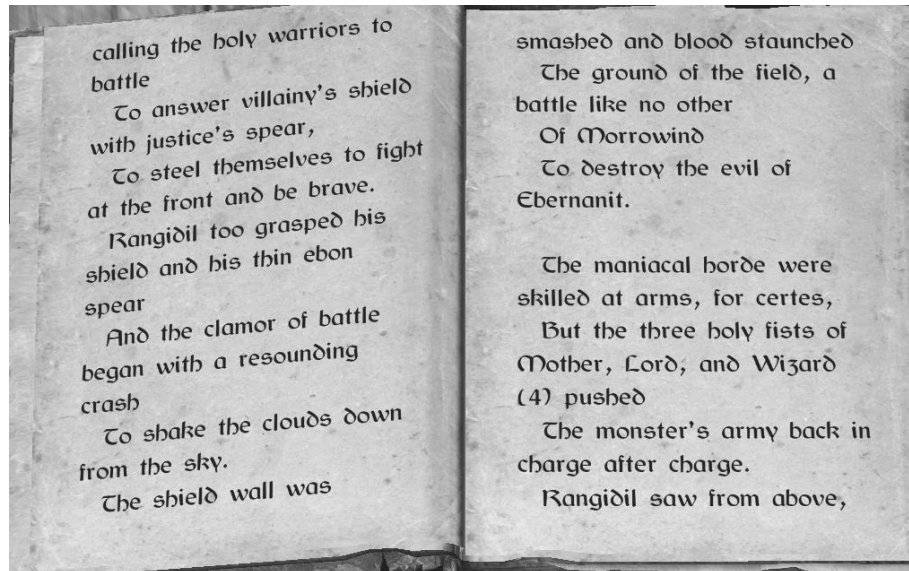 calling the holy warriors to
battle
To answer villainy's shield
with justice's spear,
To steel themselves to fight
at the front and be brave.
Rangidil too grasped his
shield and his thin ebon
spear
And the clamor of battle
began with a resounding
crash
To shake the clouds down
from the sky.
The shield wall was
smashed and blood staunched
The ground of the field, a
battle like no other
Of Morrowind
To destroy the evil of
Ebernanit.
The maniacal horde were
skilled at arms, for certes,
But the three holy fists of
Mother, Lord, and Wizard
(4) pushed
The monster's army back in
charge after charge.
Rangidil saw from above,